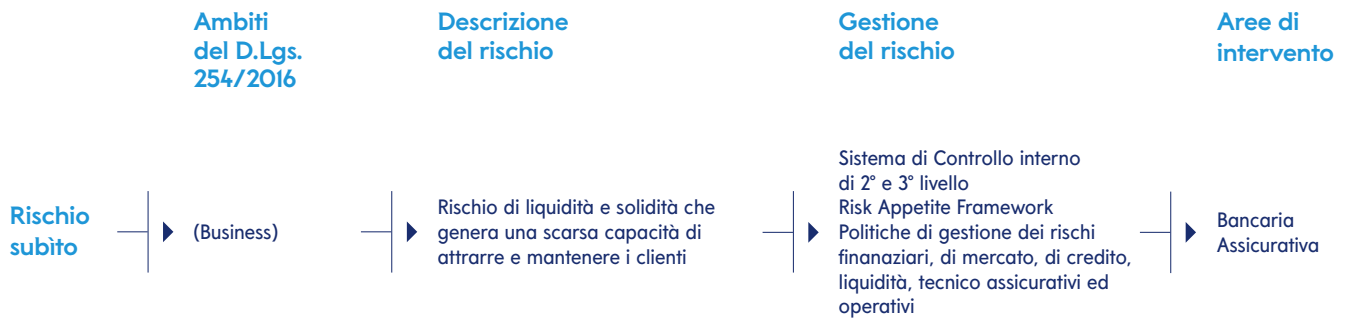 Ambiti
del D.Lgs.
254/2016
Descrizione
del rischio
Gestione
del rischio
Aree di
intervento
Rischio
subìto
(Business)
Rischio di liquidità e solidità che
genera una scarsa capacità di
attrarre e mantenere i clienti
Sistema di Controllo interno
di 2° e 3° livello
Risk Appetite Framework
Politiche di gestione dei rischi
finanaziari, di mercato, di credito,
liquidità, tecnico assicurativi ed
operativi
Bancaria
Assicurativa